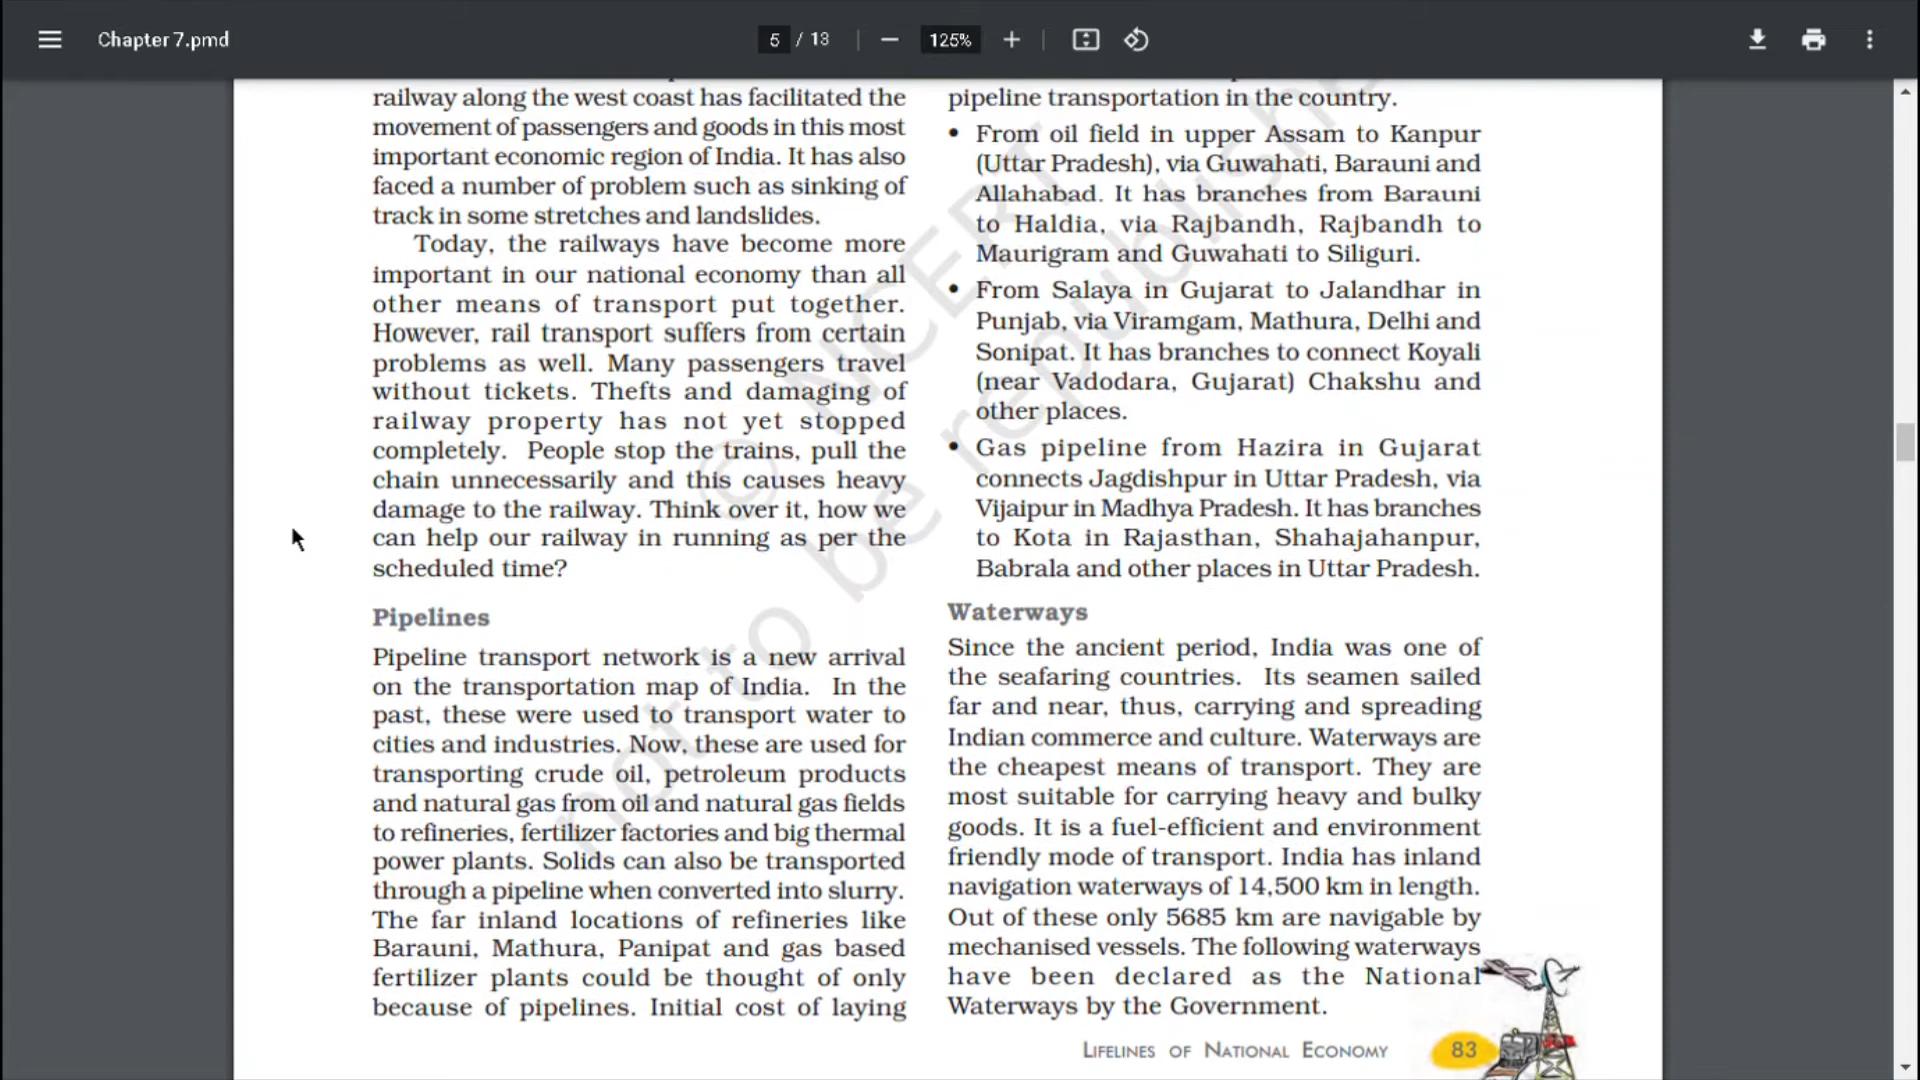 Chapter 7.pmd
5 / 13
125%
railway along the west coast has facilitated the
movement of passengers and goods in this most
important economic region of India. It has also
faced a number of problem such as sinking of
track in some stretches and landslides.
Today, the railways have become more
important in our national economy than all
other means of transport put together.
However, rail transport suffers from certain
problems as well. Many passengers travel
without tickets. Thefts and damaging of
railway property has not yet stopped
completely. People stop the trains, pull the
chain unnecessarily and this causes heavy
damage to the railway. Think over it, how we
can help our railway in running as per the
scheduled time?
Pipelines
Pipeline transport network is a new arrival
on the transportation map of India. In the
past, these were used to transport water to
cities and industries. Now, these are used for
transporting crude oil, petroleum products
and natural gas from oil and natural gas fields
to refineries, fertilizer factories and big thermal
power plants. Solids can also be transported
through a pipeline when converted into slurry.
The far inland locations of refineries like
Barauni, Mathura, Panipat and gas based
fertilizer plants could be thought of only
because of pipelines. Initial cost of laying
pipeline transportation in the country.
• From oil field in upper Assam to Kanpur
(Uttar Pradesh), via Guwahati, Barauni and
Allahabad. It has branches from Barauni
to Haldia, via Rajbandh, Rajbandh to
Maurigram and Guwahati to Siliguri.
• From Salaya in Gujarat to Jalandhar in
Punjab, via Viramgam, Mathura, Delhi and
Sonipat. It has branches to connect Koyali
(near Vadodara, Gujarat) Chakshu and
other places.
• Gas pipeline from Hazira in Gujarat
connects Jagdishpur in Uttar Pradesh, via
Vijaipur in Madhya Pradesh. It has branches
to Kota in Rajasthan, Shahajahanpur,
Babrala and other places in Uttar Pradesh.
Waterways
Since the ancient period, India was one of
the seafaring countries. Its seamen sailed
far and near, thus, carrying and spreading
Indian commerce and culture. Waterways are
the cheapest means of transport. They are
most suitable for carrying heavy and bulky
goods. It is a fuel-efficient and environment
friendly mode of transport. India has inland
navigation waterways of 14,500 km in length.
Out of these only 5685 km are navigable by
mechanised vessels. The following waterways
have been declared as the National
Waterways by the Government.
LIFELINES OF NATIONAL ECONOMY 83
© NCERT
not to be republishe